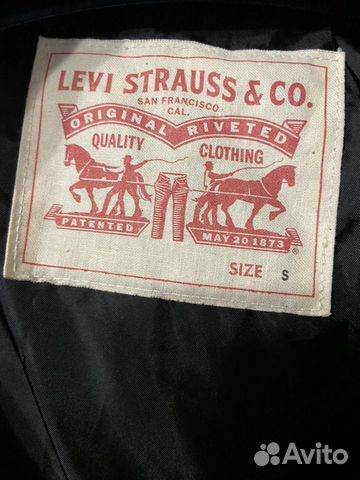 LEVI STRAUSS & CO.
SAN FRANCISCO
CAL.
ORIGINAL RIVETED
QUALITY CLOTHING
PATENTED MAY 20 1873
®
SIZE S
Avito